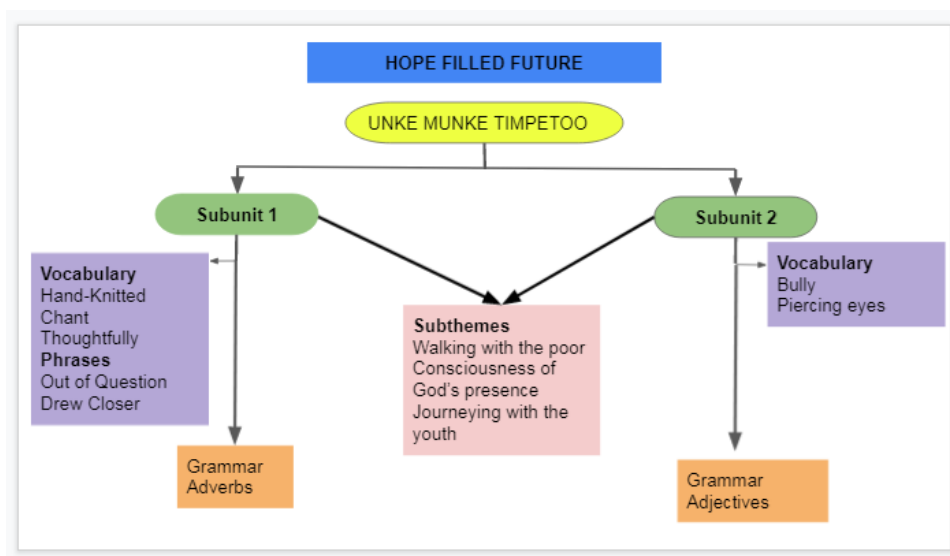 HOPE FILLED FUTURE
UNKE MUNKE TIMPETOO
Subunit 1
Subunit 2
Vocabulary
Hand-Knitted
Chant
Thoughtfully
Phrases
Out of Question
Drew Closer
Subthemes
Walking with the poor
Consciousness of
God's presence
Journeying with the
youth
Vocabulary
Bully
Piercing eyes
Grammar
Adverbs
Grammar
Adjectives